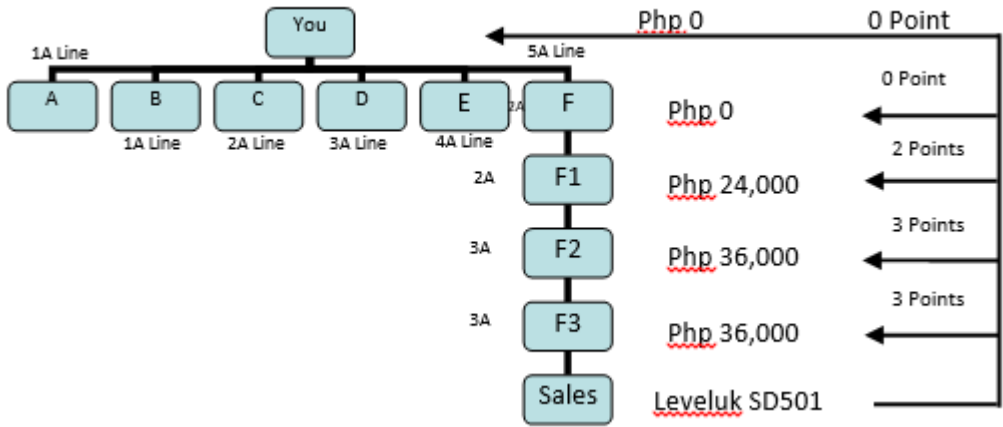 You
Php 0
0 Point
1A Line
5A Line
A
B
C
D
E
2A
F
Php 0
0 Point
1A Line
2A Line
3A Line
4A Line
2 Points
2A
F1
Php 24,000
3 Points
3A
F2
Php 36,000
3 Points
3A
F3
Php 36,000
Sales
Leveluk SD501